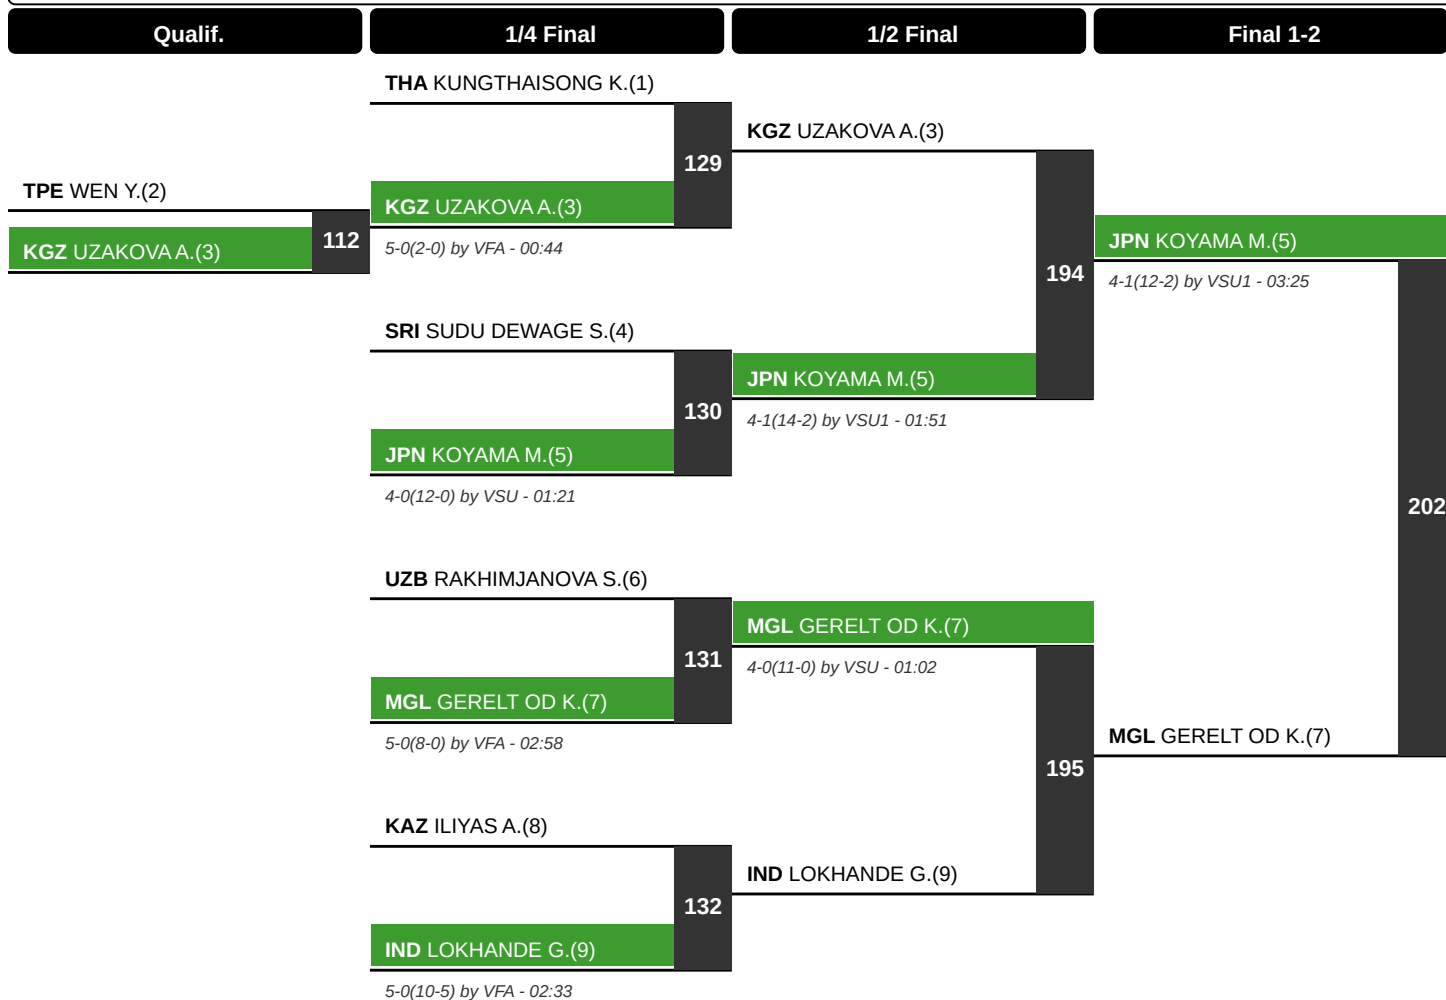 Qualif.
1/4 Final
1/2 Final
Final 1-2
TPE WEN Y.(2)
KGZ UZAKOVA A.(3)
112
THA KUNGTHAISONG K.(1)
129
KGZ UZAKOVA A.(3)
5-0(2-0) by VFA - 00:44
SRI SUDU DEWAGE S.(4)
130
JPN KOYAMA M.(5)
4-0(12-0) by VSU - 01:21
UZB RAKHIMJANOVA S.(6)
131
MGL GERELT OD K.(7)
5-0(8-0) by VFA - 02:58
KAZ ILIYAS A.(8)
132
IND LOKHANDE G.(9)
5-0(10-5) by VFA - 02:33
KGZ UZAKOVA A.(3)
194
JPN KOYAMA M.(5)
4-1(14-2) by VSU1 - 01:51
MGL GERELT OD K.(7)
4-0(11-0) by VSU - 01:02
195
IND LOKHANDE G.(9)
JPN KOYAMA M.(5)
4-1(12-2) by VSU1 - 03:25
202
MGL GERELT OD K.(7)